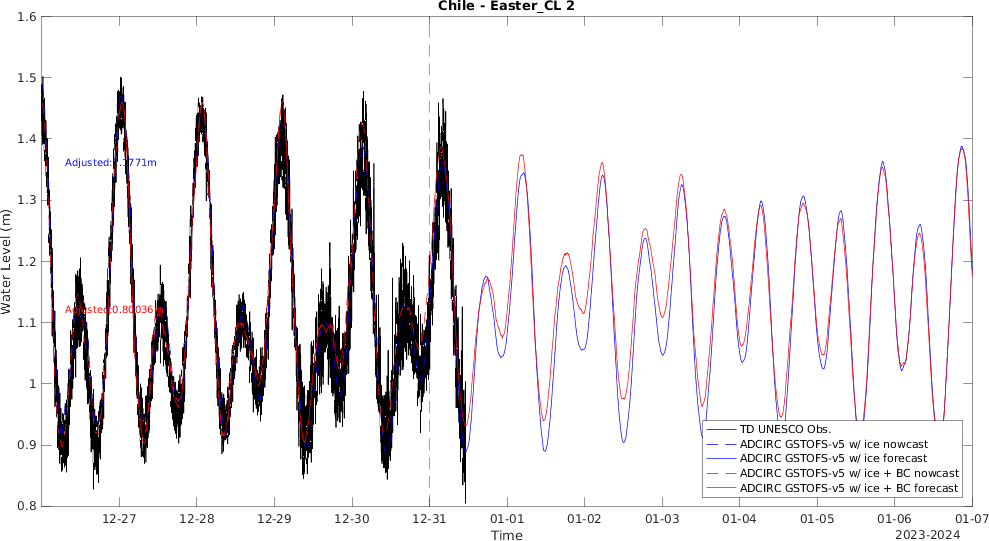 Chile - Easter_CL 2
1.6
1.5
1.4
1.3
1.2
1.1
1
0.9
0.8
Water Level (m)
TD UNESCO Obs.
ADCIRC GSTOFS-v5 w/ ice nowcast
ADCIRC GSTOFS-v5 w/ ice forecast
ADCIRC GSTOFS-v5 w/ ice + BC nowcast
ADCIRC GSTOFS-v5 w/ ice + BC forecast
12-27 12-28 12-29 12-30 12-31 01-01 01-02 01-03 01-04 01-05 01-06 01-07
Time
2023-2024